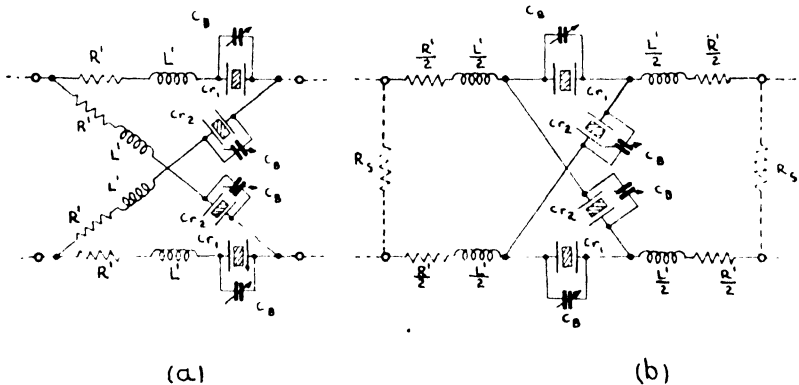 C_B
R' L'
Cr_1
R'
L'
Cr_2
C_B
L'
R'
C_B
Cr_2
Cr_1
R' L'
C_B
(a)
C_B
R'/2 L'/2
L'/2 R'/2
Cr_1
Cr_2
C_B
R_S
R_S
C_B
Cr_2
Cr_1
R'/2 L'/2
L'/2 R'/2
C_B
(b)